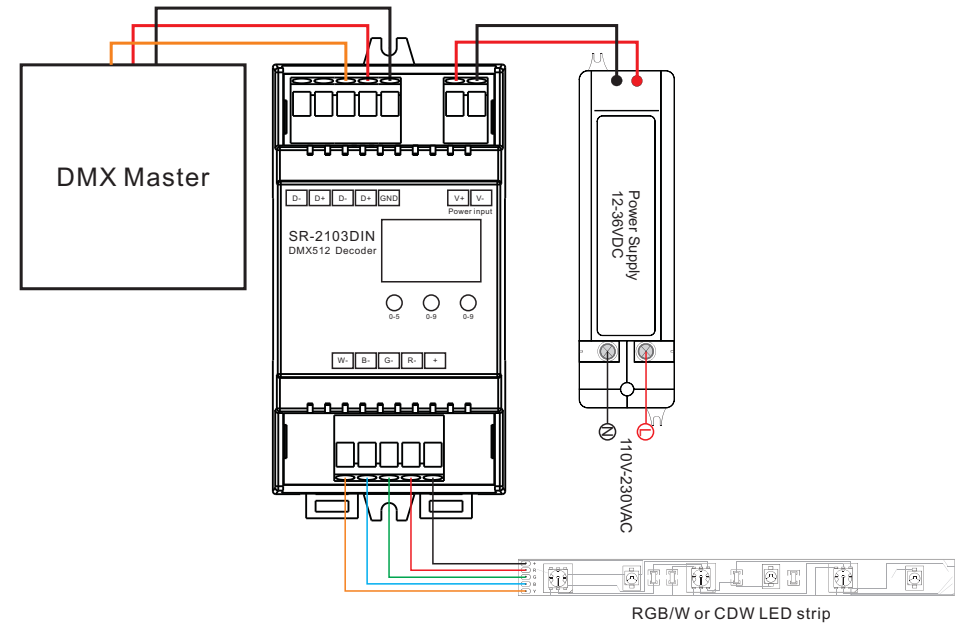 DMX Master
D- D+ D- D+ GND
V+ V-
Power input
SR-2103DIN
DMX512 Decoder
0-5 0-9 0-9
W- B- G- R- +
Power Supply
12-36VDC
N L
110V-230VAC
+
R
G
B
Y
RGB/W or CDW LED strip